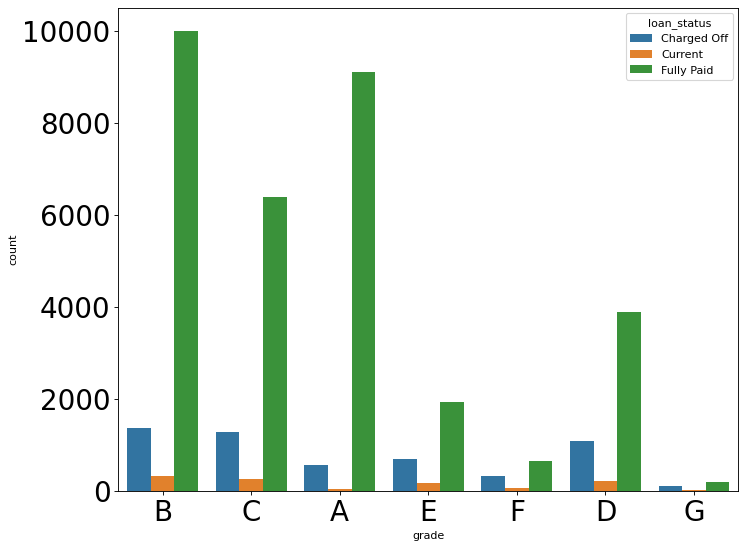 loan_status
Charged Off
Current
Fully Paid
10000
8000
6000
4000
2000
0
count
B C A E F D G
grade